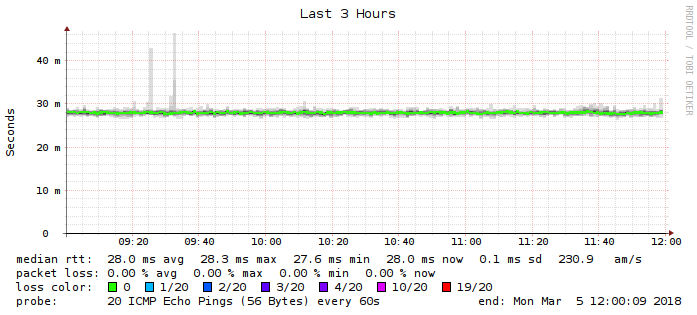 Last 3 Hours
RRDTOOL / TOBI OETIKER
Seconds
40 m
30 m
20 m
10 m
0
09:20 09:40 10:00 10:20 10:40 11:00 11:20 11:40 12:00
median rtt: 28.0 ms avg 28.3 ms max 27.6 ms min 28.0 ms now 0.1 ms sd 230.9 am/s
packet loss: 0.00 % avg 0.00 % max 0.00 % min 0.00 % now
loss color: 0 1/20 2/20 3/20 4/20 10/20 19/20
probe: 20 ICMP Echo Pings (56 Bytes) every 60s end: Mon Mar 5 12:00:09 2018